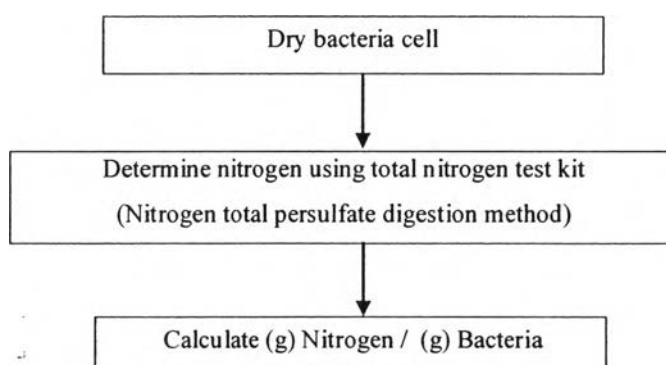 Dry bacteria cell
Determine nitrogen using total nitrogen test kit
(Nitrogen total persulfate digestion method)
Calculate (g) Nitrogen / (g) Bacteria